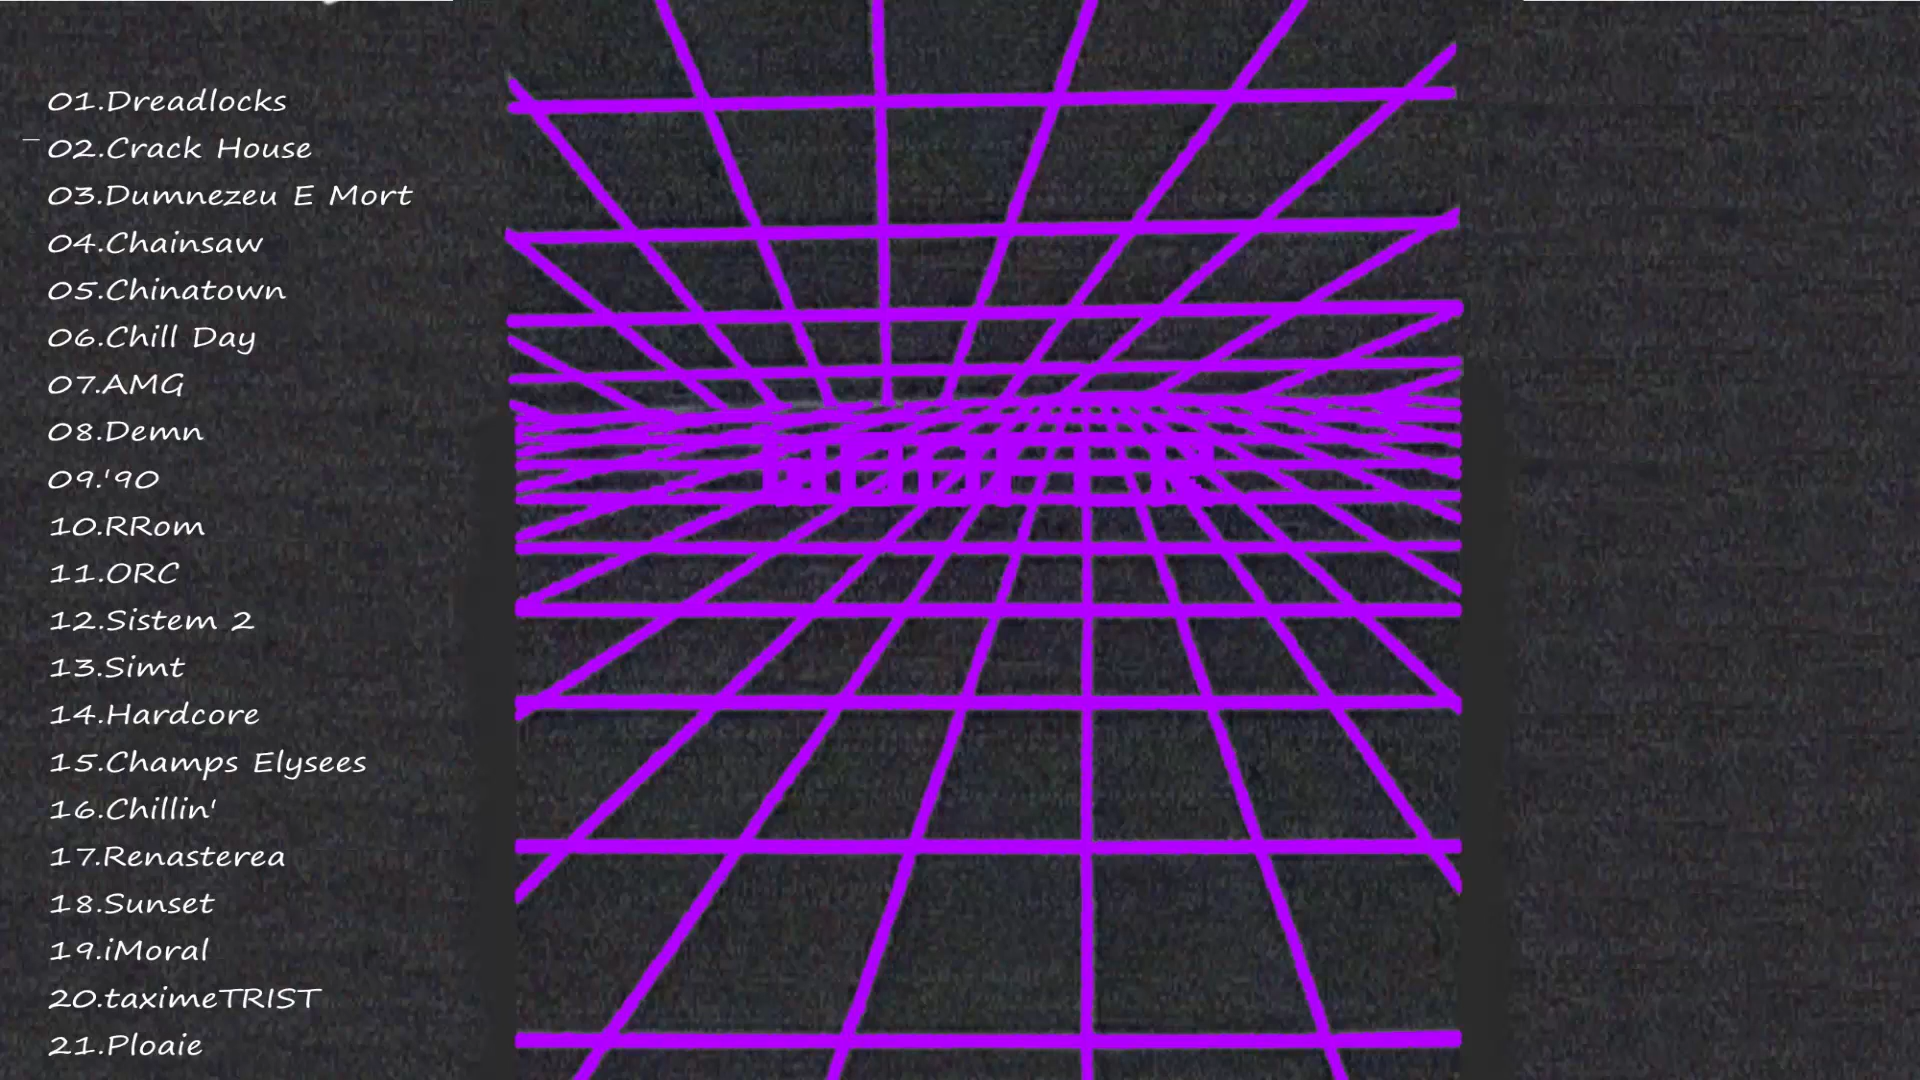 01.Dreadlocks
02.Crack House
03.Dumnezeu E Mort
04.Chainsaw
05.Chinatown
06.Chill Day
07.AMG
08.Demn
09.'90
10.RRom
11.ORC
12.Sistem 2
13.Simt
14.Hardcore
15.Champs Elysees
16.Chillin'
17.Renasterea
18.Sunset
19.iMoral
20.taximeTRIST
21.Ploaie